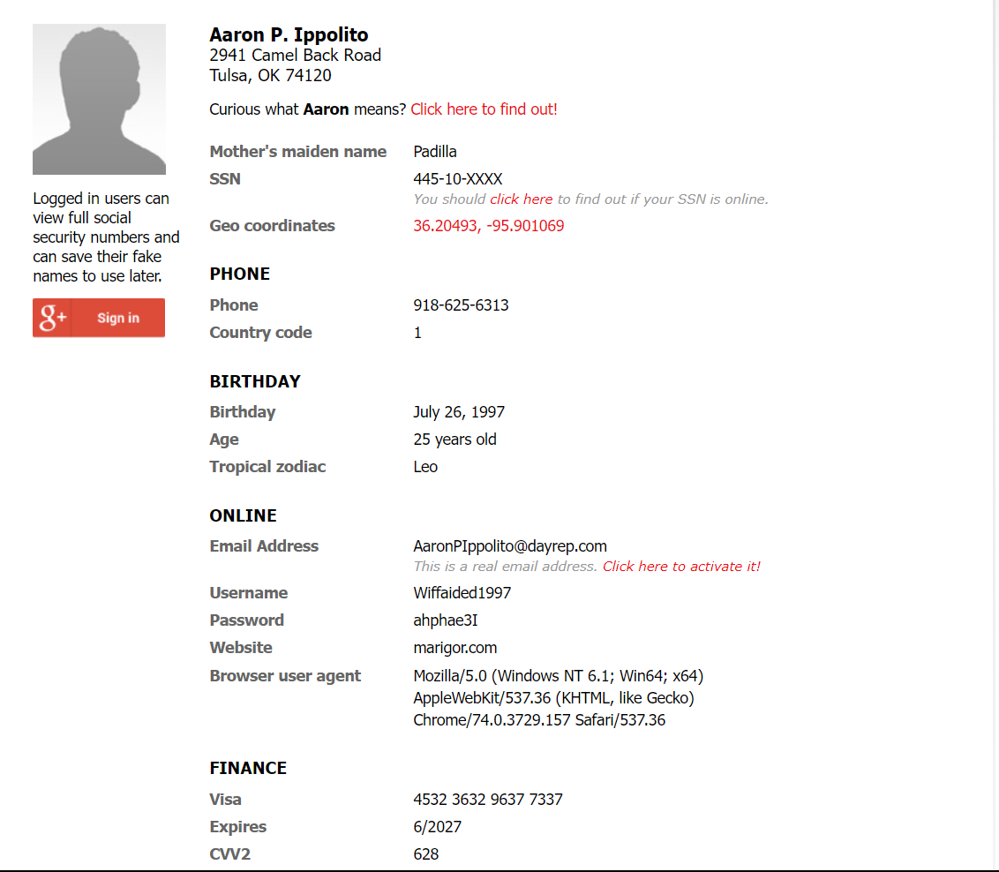 Aaron P. Ippolito
2941 Camel Back Road
Tulsa, OK 74120
Curious what Aaron means? Click here to find out!
Mother's maiden name Padilla
SSN 445-10-XXXX
You should click here to find out if your SSN is online.
Geo coordinates 36.20493, -95.901069
Logged in users can
view full social
security numbers and
can save their fake
names to use later.
g+ Sign in
PHONE
Phone 918-625-6313
Country code 1
BIRTHDAY
Birthday July 26, 1997
Age 25 years old
Tropical zodiac Leo
ONLINE
Email Address AaronPIppolito@dayrep.com
This is a real email address. Click here to activate it!
Username Wiffaided1997
Password ahphae3I
Website marigor.com
Browser user agent Mozilla/5.0 (Windows NT 6.1; Win64; x64)
AppleWebKit/537.36 (KHTML, like Gecko)
Chrome/74.0.3729.157 Safari/537.36
FINANCE
Visa 4532 3632 9637 7337
Expires 6/2027
CVV2 628